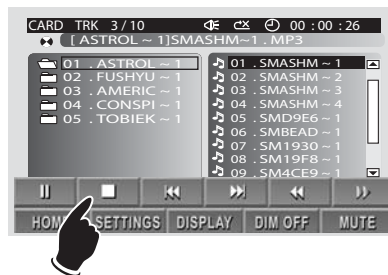 CARD TRK 3/10 00:00:26
[ASTROL~1]SMASHM~1.MP3
01.ASTROL~1
02.FUSHYU~1
03.AMERIC~1
04.CONSPI~1
05.TOBIEK~1
01.SMASHM~1
02.SMASHM~2
03.SMASHM~3
04.SMASHM~4
05.SMD9E6~1
06.SMBEAD~1
07.SM1930~1
08.SM19F8~1
09.SM4CE9~1
HOME SETTINGS DISPLAY DIM OFF MUTE